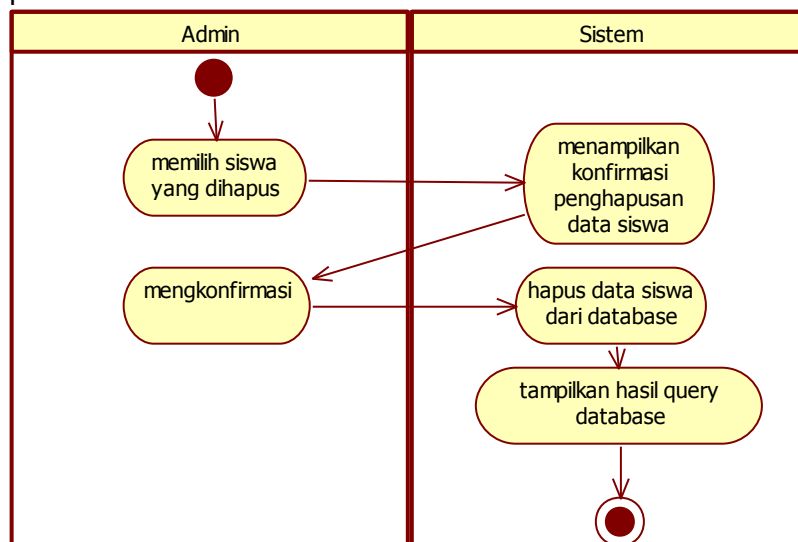 Admin
Sistem
memilih siswa
yang dihapus
menampilkan
konfirmasi
penghapusan
data siswa
mengkonfirmasi
hapus data siswa
dari database
tampilkan hasil query
database